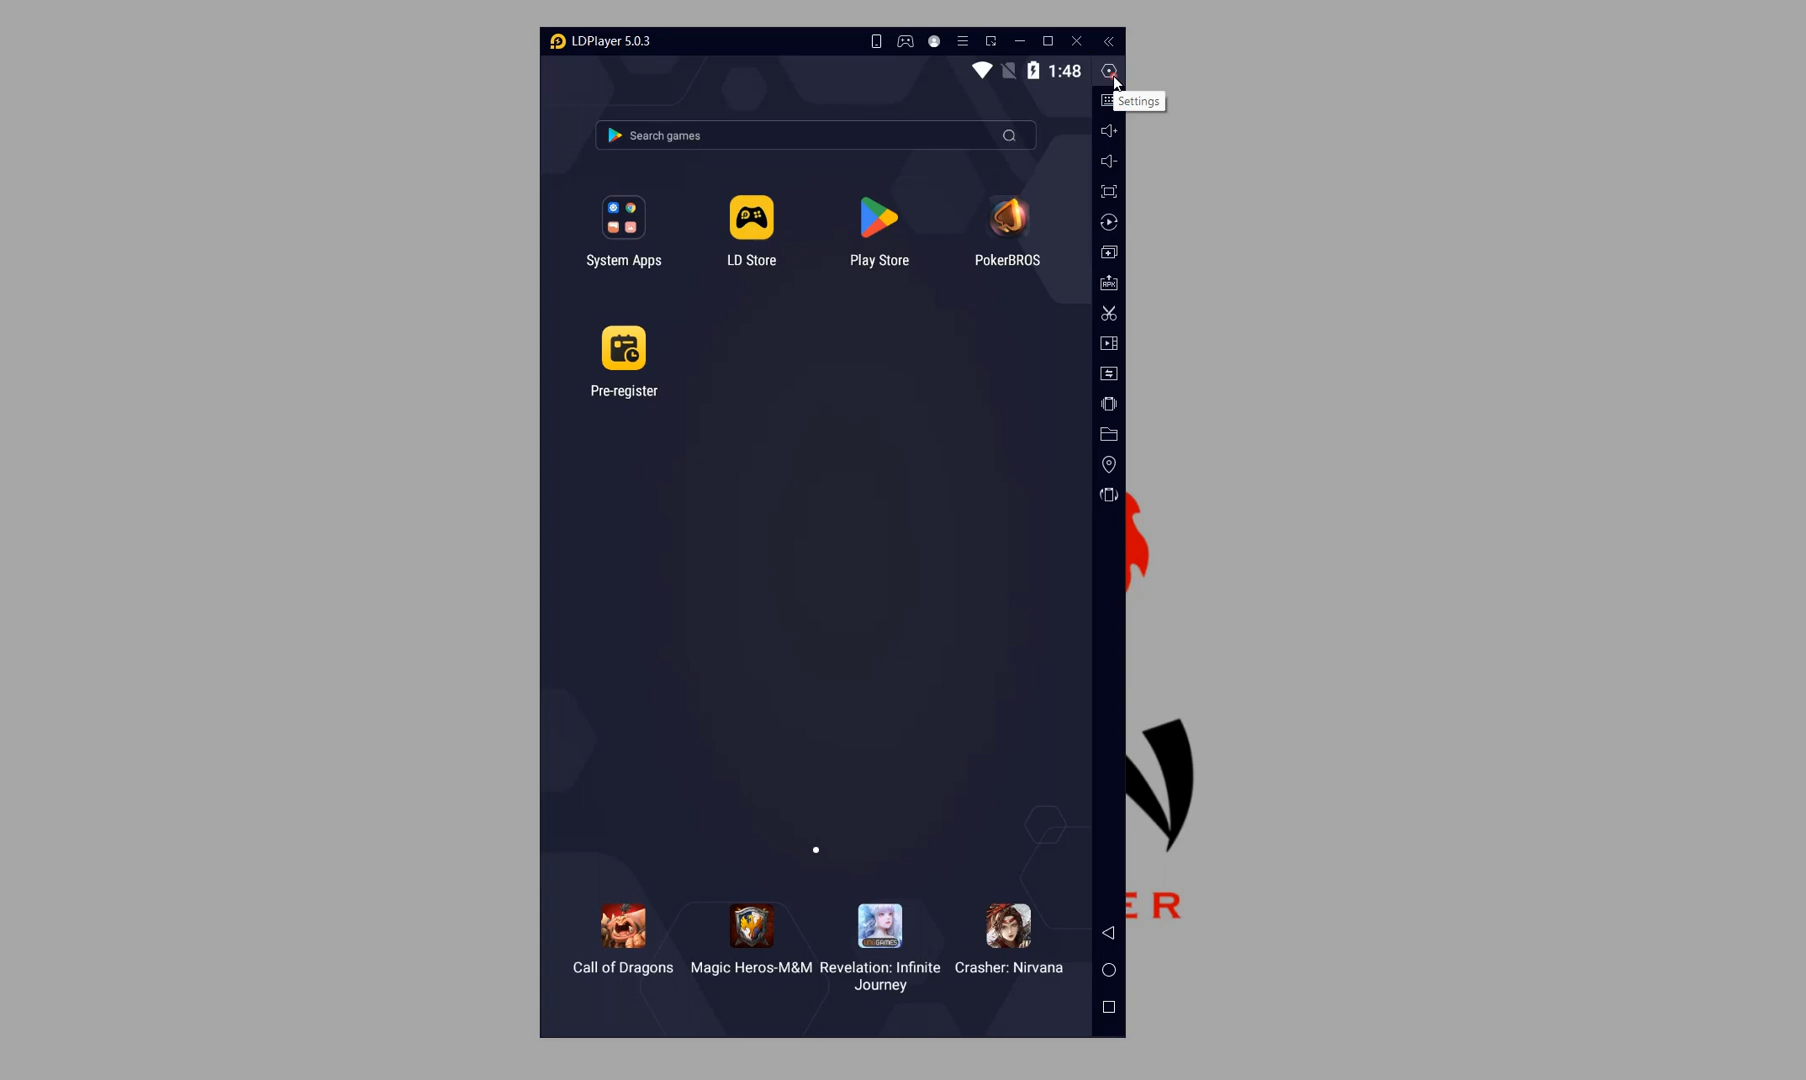 LDPlayer 5.0.3
1:48
Settings
Search games
System Apps
LD Store
Play Store
PokerBROS
RPK
Pre-register
ER
Call of Dragons
Magic Heros-M&M
Revelation: Infinite
Journey
Crasher: Nirvana